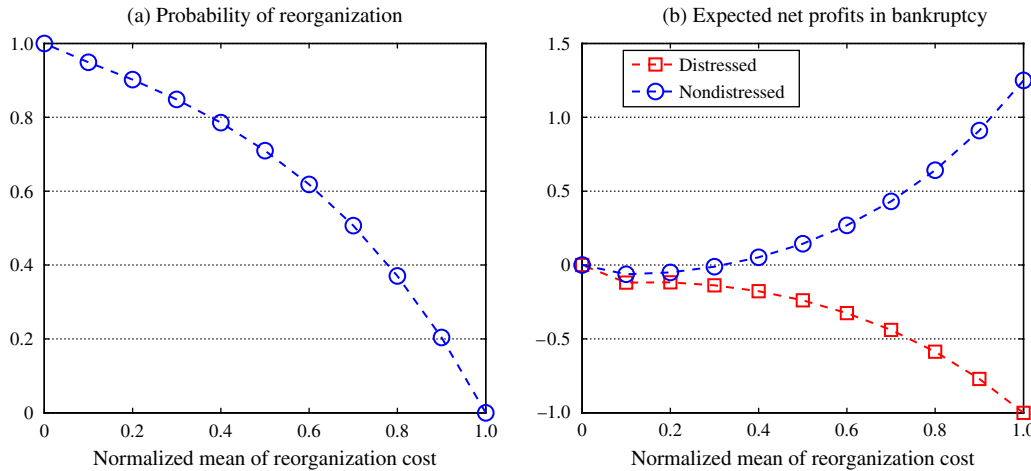 (a) Probability of reorganization
1.0
0.8
0.6
0.4
0.2
0
0 0.2 0.4 0.6 0.8 1.0
Normalized mean of reorganization cost
(b) Expected net profits in bankruptcy
1.5
1.0
0.5
0
−0.5
−1.0
Distressed
Nondistressed
0 0.2 0.4 0.6 0.8 1.0
Normalized mean of reorganization cost